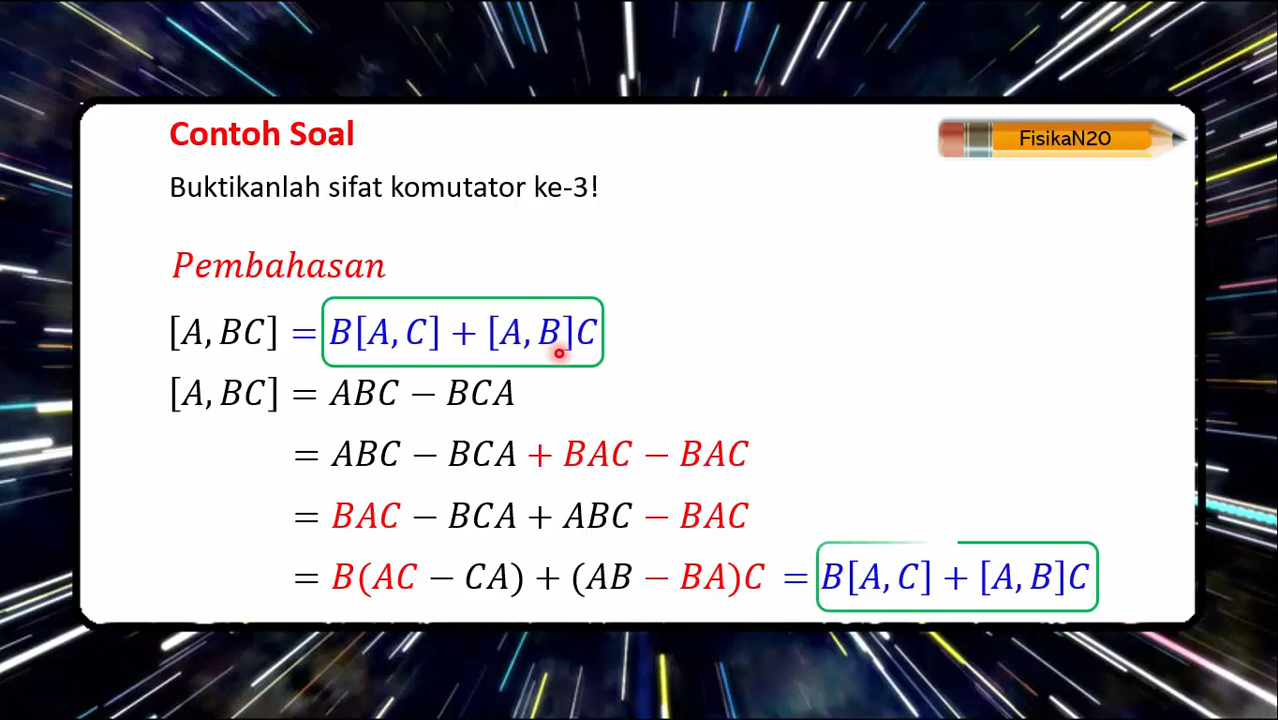 Contoh Soal
FisikaN20
Buktikanlah sifat komutator ke-3!
Pembahasan
[A, BC] = B[A, C] + [A, B]C
[A, BC] = ABC − BCA
= ABC − BCA + BAC − BAC
= BAC − BCA + ABC − BAC
= B(AC − CA) + (AB − BA)C = B[A, C] + [A, B]C